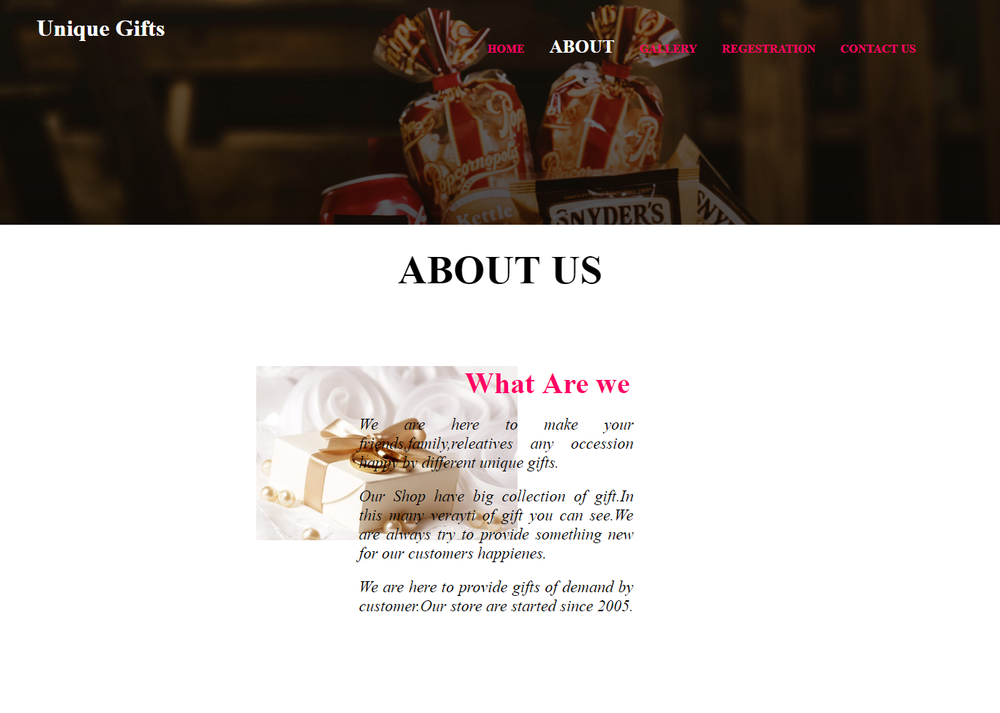 Unique Gifts
HOME ABOUT GALLERY REGESTRATION CONTACT US
Popcornopolis
Kettle
SNYDER'S
ABOUT US
What Are we
We are here to make your
friends,family,releatives any occession
happy by different unique gifts.
Our Shop have big collection of gift.In
this many verayti of gift you can see.We
are always try to provide something new
for our customers happienes.
We are here to provide gifts of demand by
customer.Our store are started since 2005.